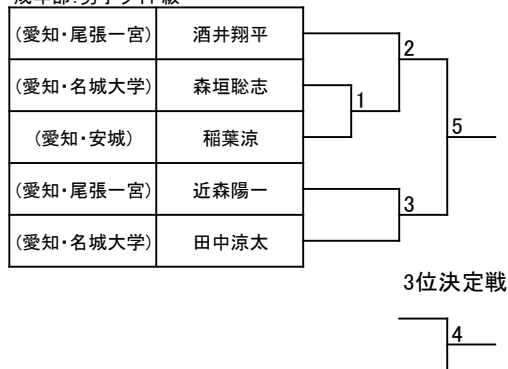 (愛知・尾張一宮) 酒井翔平
2
(愛知・名城大学) 森垣聡志
1
(愛知・安城) 稲葉涼
5
(愛知・尾張一宮) 近森陽一
3
(愛知・名城大学) 田中涼太
3位決定戦
4